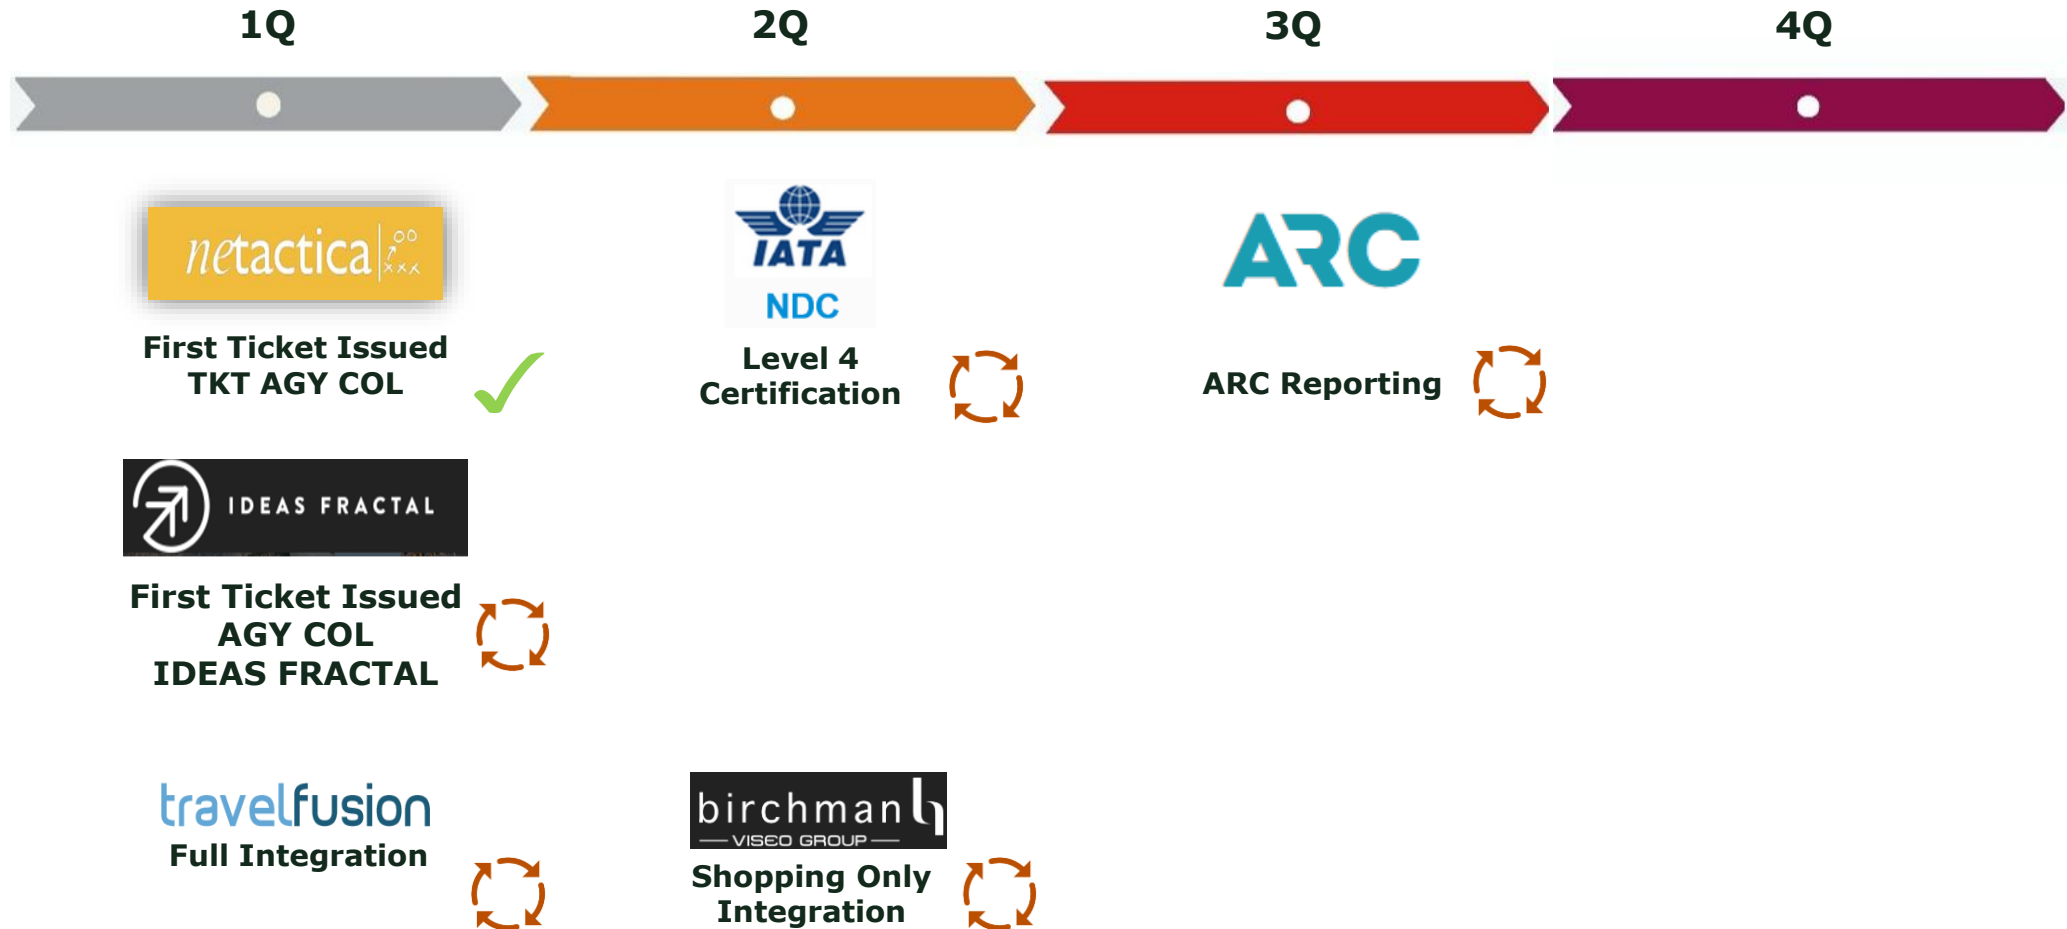 1Q
2Q
3Q
4Q
netactica
First Ticket Issued
TKT AGY COL
IATA
NDC
Level 4
Certification
ARC
ARC Reporting
IDEAS FRACTAL
First Ticket Issued
AGY COL
IDEAS FRACTAL
travelfusion
Full Integration
birchman
VISEO GROUP
Shopping Only
Integration